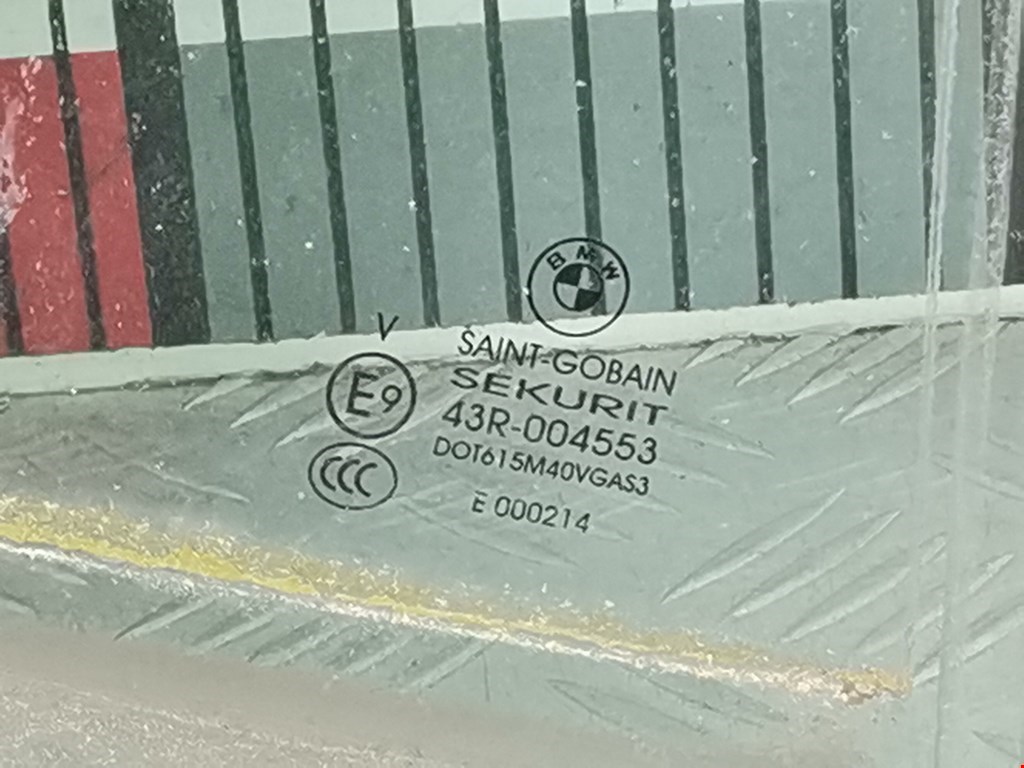 BMW
V
SAINT-GOBAIN
E9
SEKURIT
43R-004553
CCC
DOT615M40VGAS3
E 000214